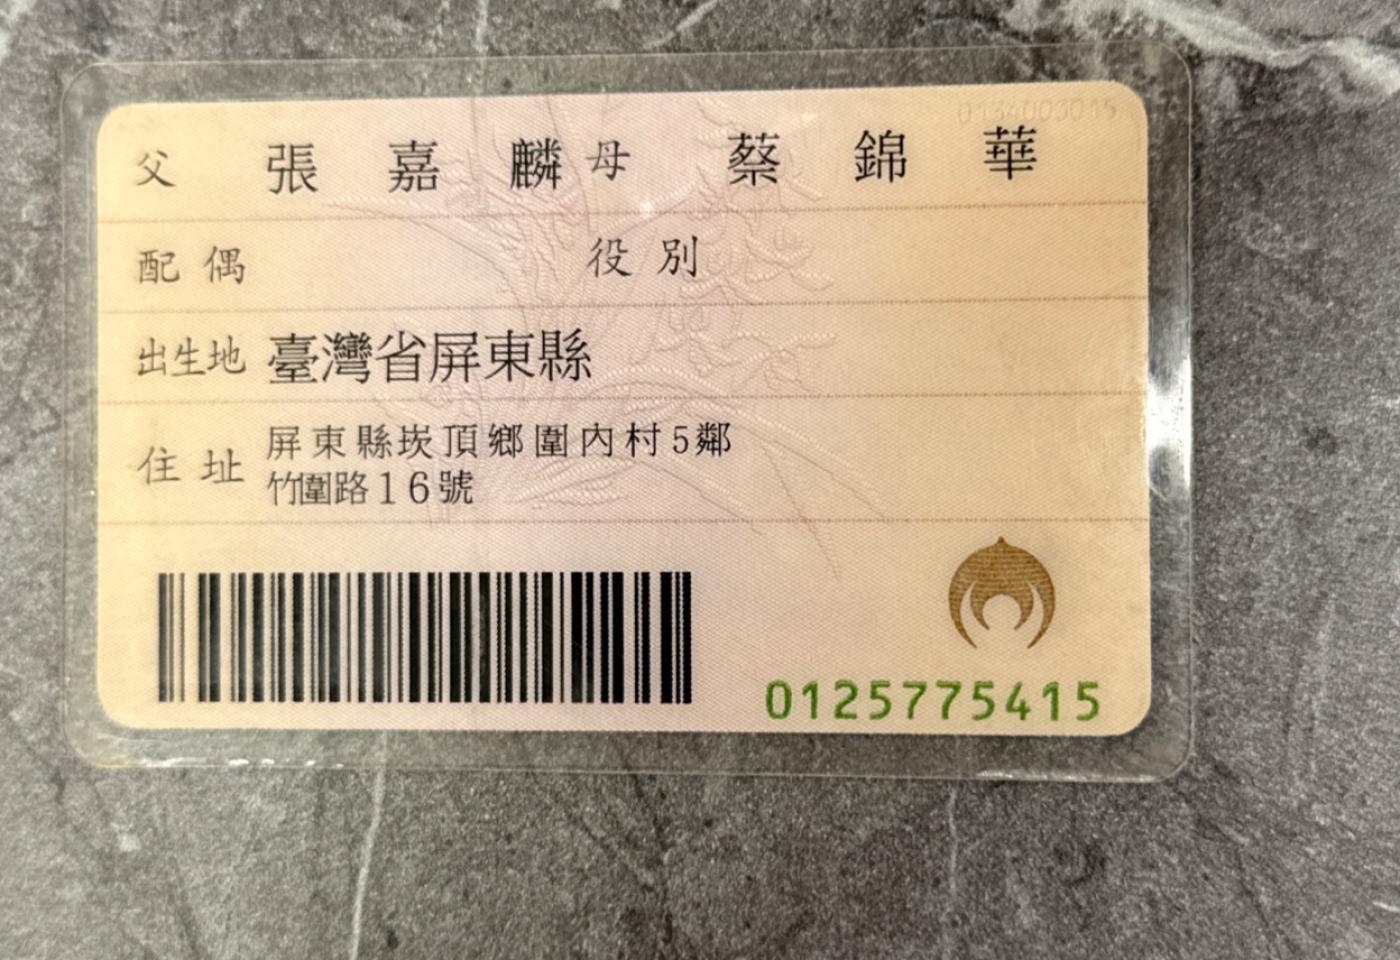 父 張嘉麟 母 蔡錦華
配偶 役別
出生地 臺灣省屏東縣
住址 屏東縣崁頂鄉圍內村5鄰
竹圍路16號
0125775415